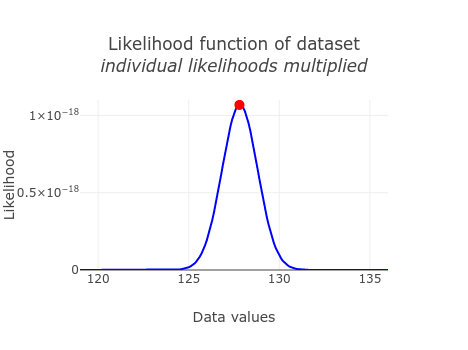 Likelihood function of dataset
individual likelihoods multiplied
1×10⁻¹⁸
0.5×10⁻¹⁸
0
Likelihood
120 125 130 135
Data values